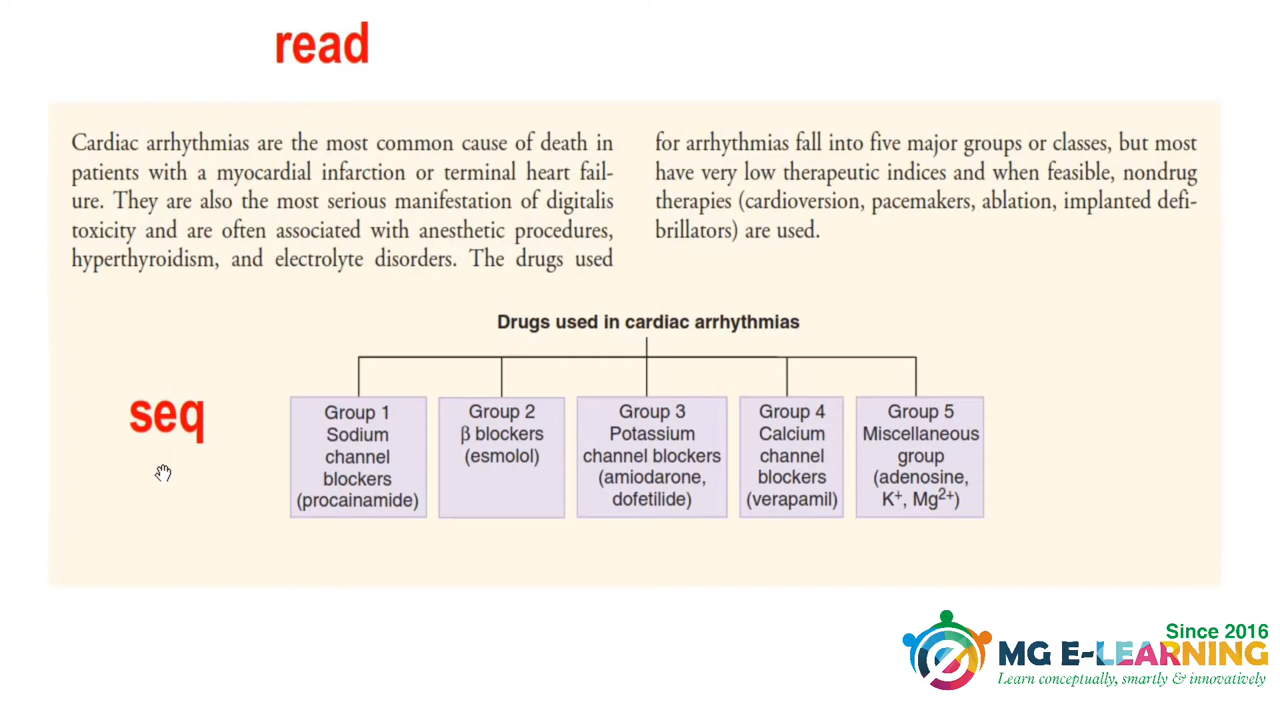 read
Cardiac arrhythmias are the most common cause of death in
patients with a myocardial infarction or terminal heart fail-
ure. They are also the most serious manifestation of digitalis
toxicity and are often associated with anesthetic procedures,
hyperthyroidism, and electrolyte disorders. The drugs used
for arrhythmias fall into five major groups or classes, but most
have very low therapeutic indices and when feasible, nondrug
therapies (cardioversion, pacemakers, ablation, implanted defi-
brillators) are used.
Drugs used in cardiac arrhythmias
seq
Group 1
Sodium
channel
blockers
(procainamide)
Group 2
β blockers
(esmolol)
Group 3
Potassium
channel blockers
(amiodarone,
dofetilide)
Group 4
Calcium
channel
blockers
(verapamil)
Group 5
Miscellaneous
group
(adenosine,
K⁺, Mg²⁺)
Since 2016
MG E-LEARNING
Learn conceptually, smartly & innovatively